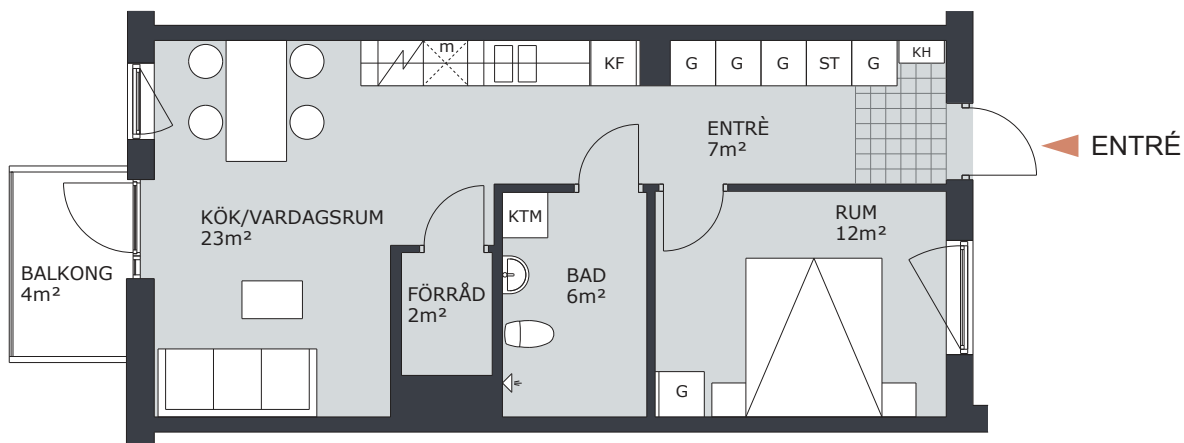 m
KF
G
G
G
ST
G
KH
ENTRÈ
7m²
ENTRÉ
KÖK/VARDAGSRUM
23m²
KTM
RUM
12m²
BALKONG
4m²
FÖRRÅD
2m²
BAD
6m²
G